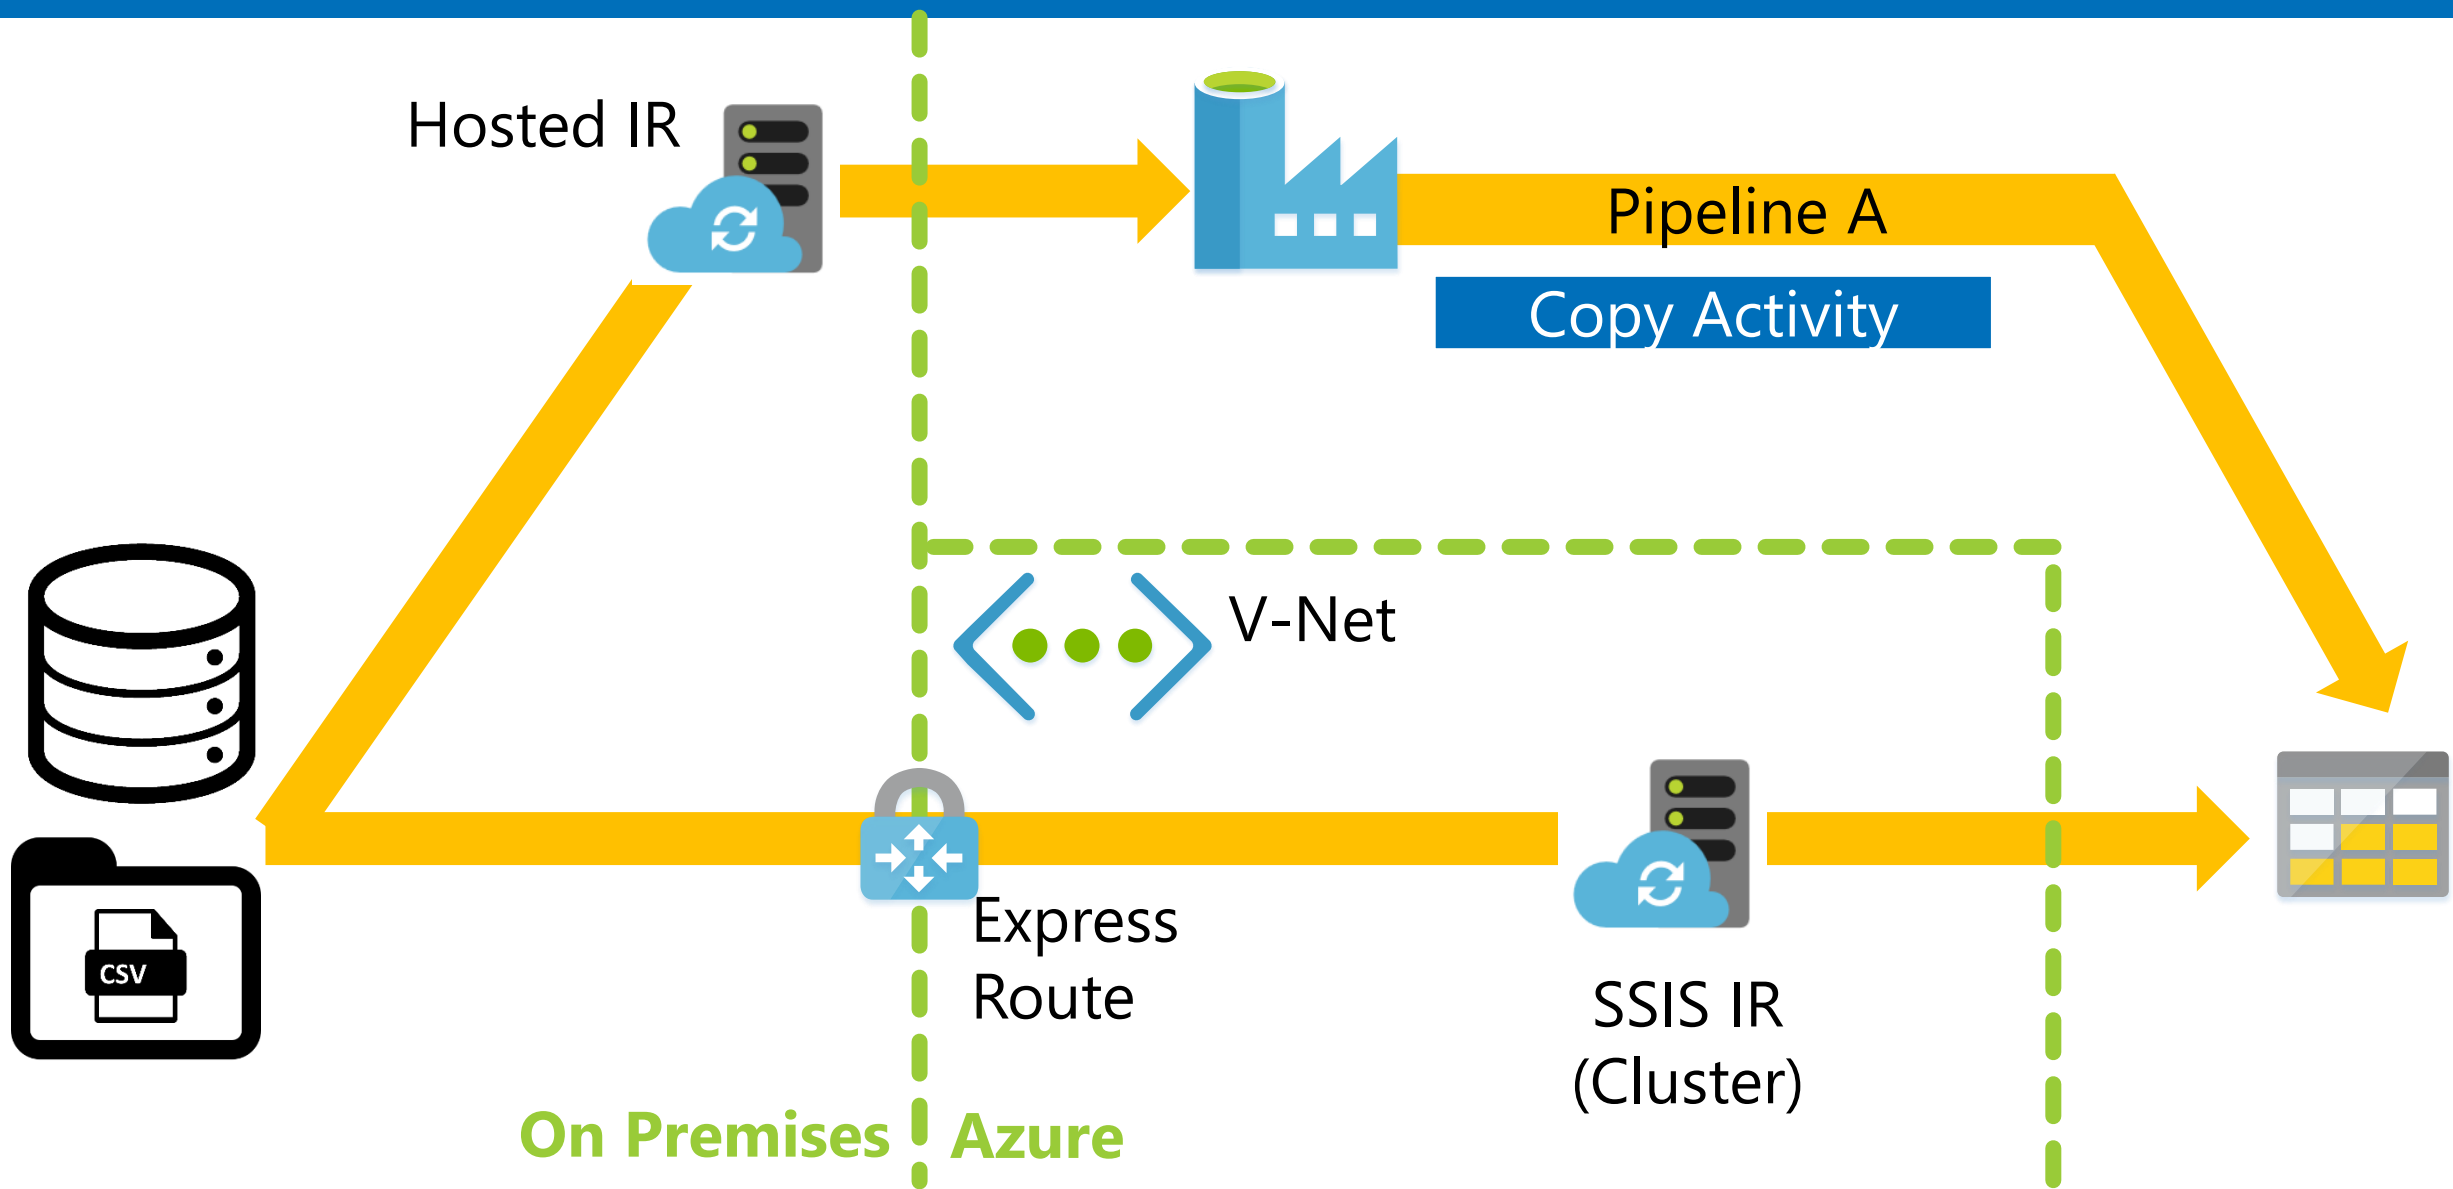 Hosted IR
Pipeline A
Copy Activity
V-Net
CSV
Express
Route
SSIS IR
(Cluster)
On Premises
Azure